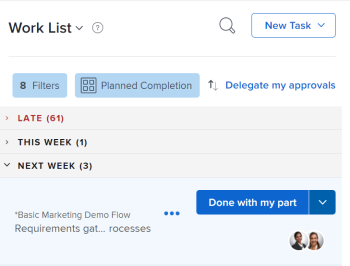 Work List
New Task
8 Filters
Planned Completion
Delegate my approvals
LATE (61)
THIS WEEK (1)
NEXT WEEK (3)
Done with my part
*Basic Marketing Demo Flow
Requirements gat... rocesses